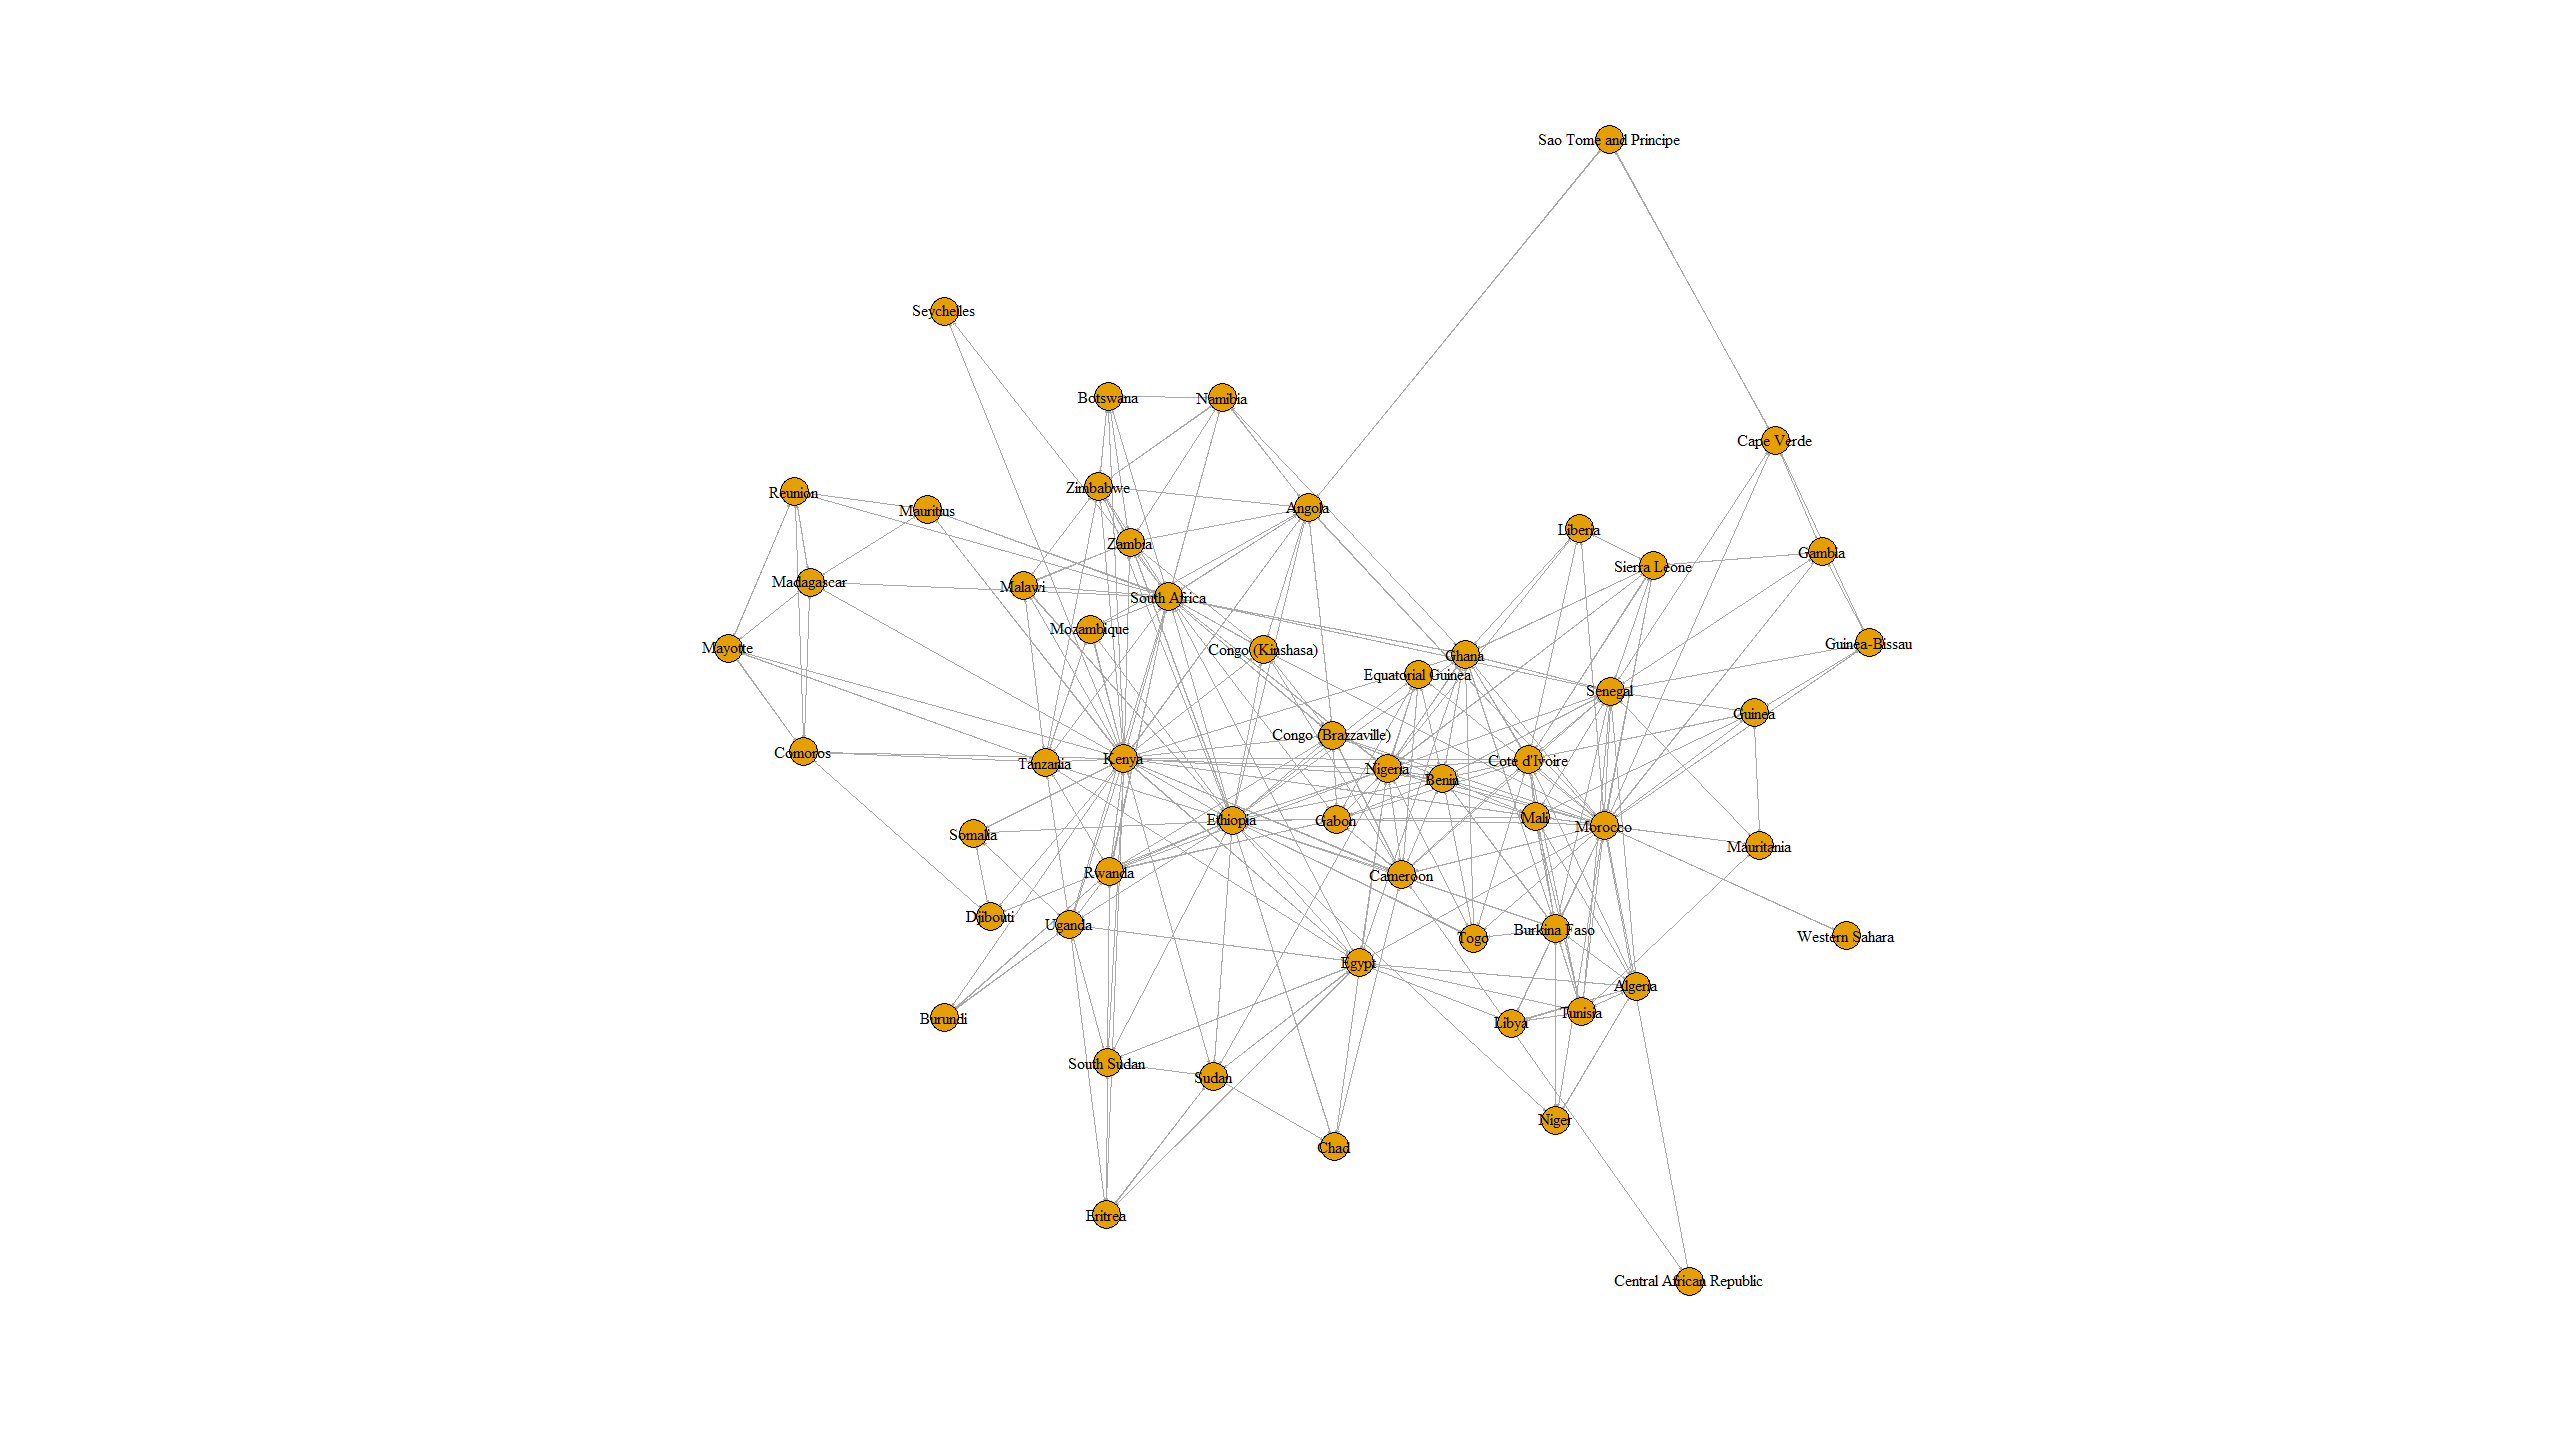 Sao Tome and Principe
Seychelles
Botswana
Namibia
Cape Verde
Zimbabwe
Reunion
Mauritius
Angola
Liberia
Zambia
Gambia
Sierra Leone
Madagascar
Malawi
South Africa
Mozambique
Mayotte
Congo (Kinshasa)
Guinea-Bissau
Ghana
Equatorial Guinea
Senegal
Guinea
Congo (Brazzaville)
Comoros
Tanzania
Kenya
Nigeria
Cote d'Ivoire
Benin
Ethiopia
Gabon
Mali
Morocco
Somalia
Mauritania
Rwanda
Cameroon
Djibouti
Uganda
Togo
Burkina Faso
Western Sahara
Egypt
Algeria
Tunisia
Burundi
Libya
South Sudan
Sudan
Niger
Chad
Eritrea
Central African Republic